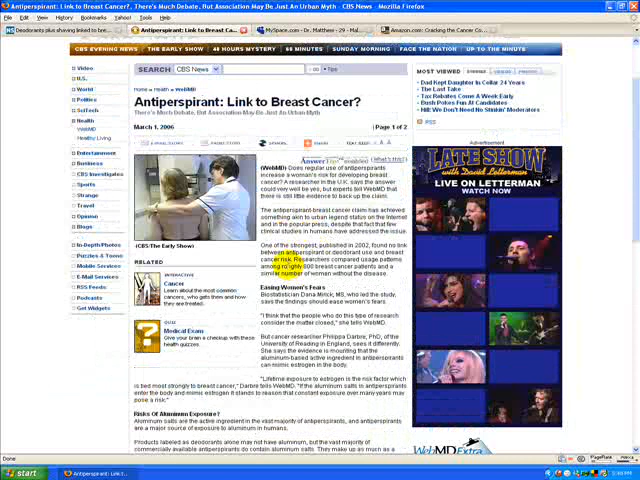 Antiperspirant: Link to Breast Cancer?, There's Much Debate, But Association May Be Just An Urban Myth - CBS News - Mozilla Firefox
File Edit View History Bookmarks Yahoo! Tools Help
Deodorants plus shaving linked to bre...
Antiperspirant: Link to Breast ...
MySpace.com - Dr. Matthew - 29 - Mal...
Amazon.com: Cracking the Cancer Co...
CBS EVENING NEWS THE EARLY SHOW 48 HOURS MYSTERY 60 MINUTES SUNDAY MORNING FACE THE NATION UP TO THE MINUTE
Video
U.S.
World
Politics
SciTech
Health
WebMD
Healthy Living
Entertainment
Business
CBS Investigates
Sports
Strange
Travel
Opinion
Blogs
In-Depth Photos
Puzzles & Toons
Mobile Services
E-Mail Services
RSS Feeds
Podcasts
Get Widgets
SEARCH CBS News GO
Home » Health » WebMD
Antiperspirant: Link to Breast Cancer?
There's Much Debate, But Association May Be Just An Urban Myth
March 1, 2006
Page 1 of 2
E-MAIL STORY PRINT STORY SPHERE SHARE TEXT SIZE: A A A
AnswerTips enabled (What's this?)
(CBS/The Early Show)
(WebMD) Does regular use of antiperspirants
increase a woman's risk for developing breast
cancer? A researcher in the U.K. says the answer
could very well be yes, but experts tell WebMD that
there is still little evidence to back up the claim.
The antiperspirant-breast cancer claim has achieved
something akin to urban legend status on the Internet
and in the popular press, despite that fact that few
clinical studies in humans have addressed the issue.
One of the strongest, published in 2002, found no link
between antiperspirant or deodorant use and breast
cancer risk. Researchers compared usage patterns
among roughly 800 breast cancer patients and a
similar number of women without the disease.
Easing Women's Fears
Biostatistician Dana Mirick, MS, who led the study,
says the findings should ease women's fears.
"I think that the people who do this type of research
consider the matter closed," she tells WebMD.
But cancer researcher Philippa Darbre, PhD, of the
University of Reading in England, sees it differently.
She says the evidence is mounting that the
aluminum-based active ingredient in antiperspirants
can mimic estrogen in the body.
"Lifetime exposure to estrogen is the risk factor which
is tied most strongly to breast cancer," Darbre tells WebMD. "If the aluminum salts in antiperspirants
enter the body and mimic estrogen it stands to reason that constant exposure over many years may
pose a risk."
Risks Of Aluminum Exposure?
Aluminum salts are the active ingredient in the vast majority of antiperspirants, and antiperspirants
are a major source of exposure to aluminum in humans.
Products labeled as deodorants alone may not have aluminum, but the vast majority of
commercially available antiperspirants do contain aluminum salts. They make up as much as a
RELATED
INTERACTIVE
Cancer
Learn about the most common
cancers, who gets them and how
they are treated.
QUIZ
Medical Exam
Give your brain a checkup with these
health quizzes.
MOST VIEWED STORIES VIDEOS PHOTOS
Dad Kept Daughter In Cellar 24 Years
The Last Take
Tax Rebates Come A Week Early
Bush Pokes Fun At Candidates
Hill: We Don't Need No Stinkin' Moderators
RSS
Advertisement
LATE SHOW
with David Letterman
LIVE ON LETTERMAN
WATCH NOW
WebMD Extra
Done
start
Antiperspirant: Link t...